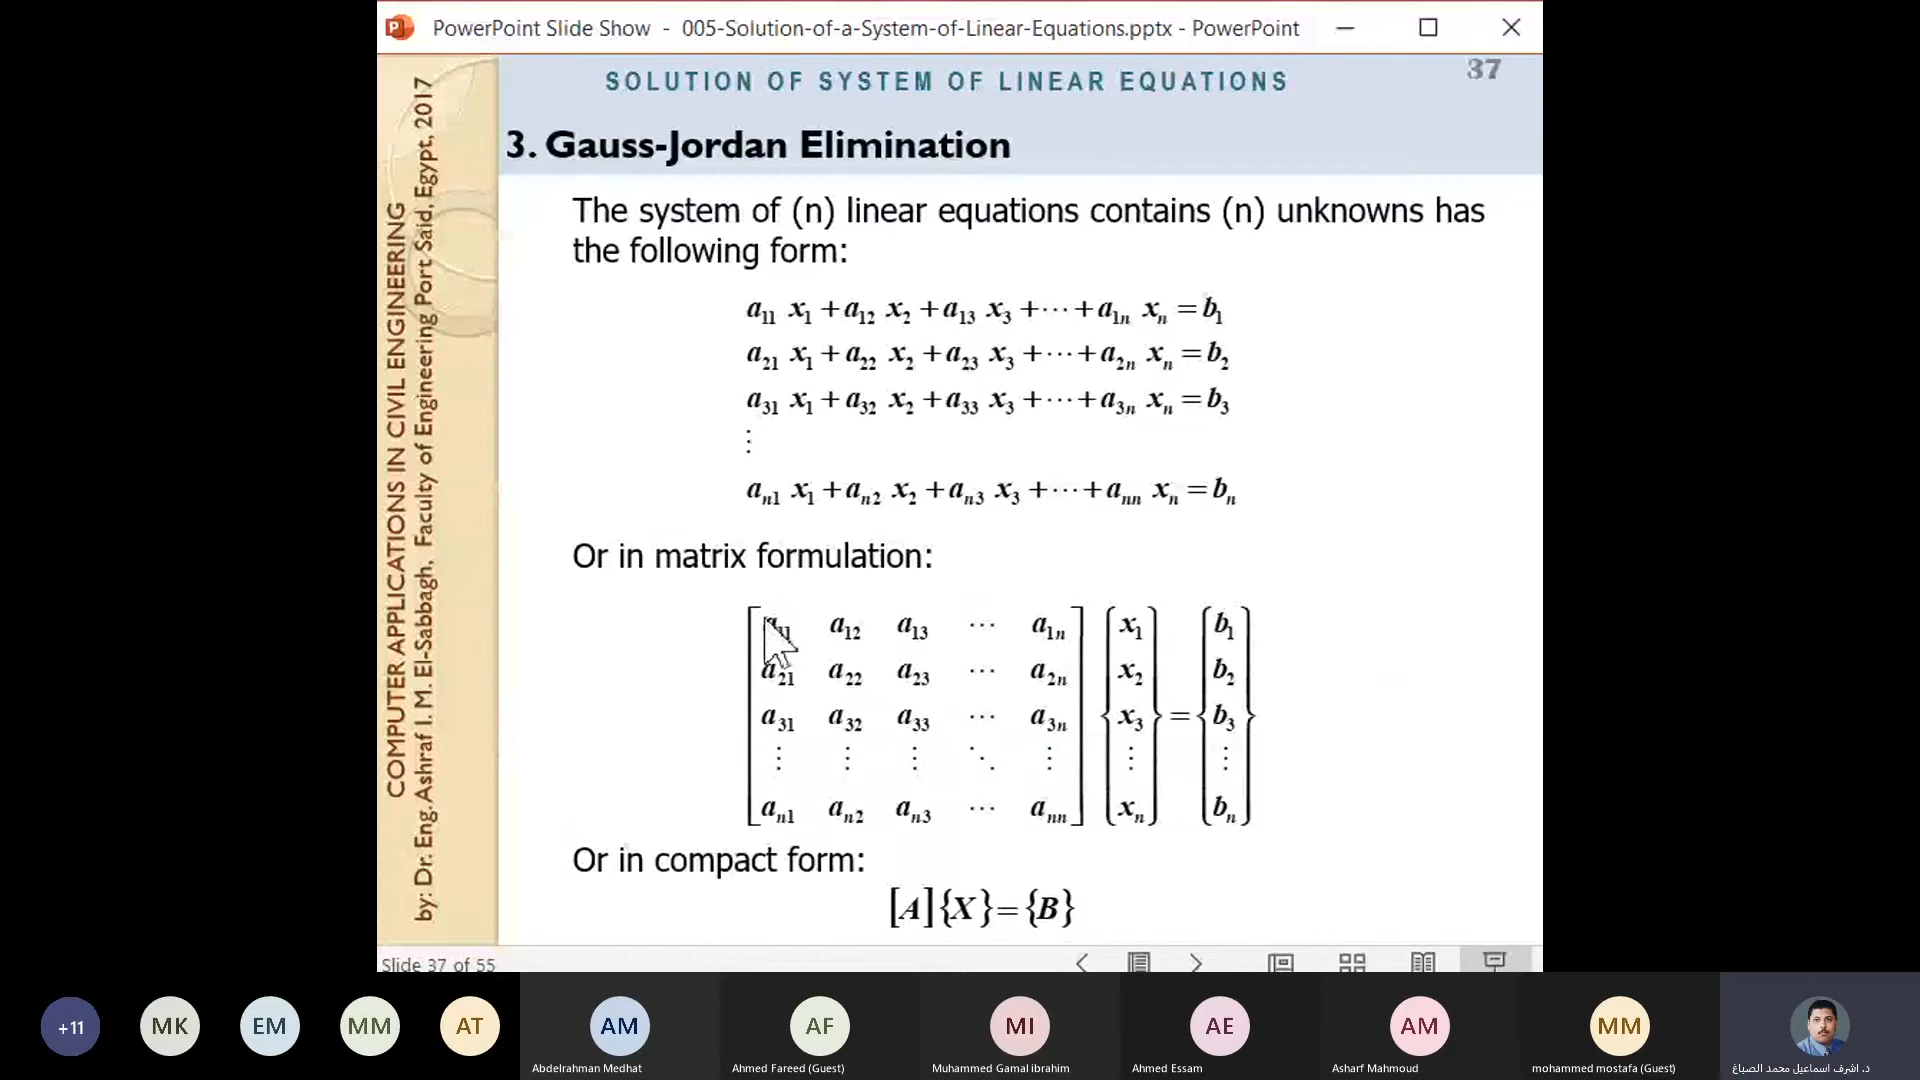 PowerPoint Slide Show - 005-Solution-of-a-System-of-Linear-Equations.pptx - PowerPoint
SOLUTION OF SYSTEM OF LINEAR EQUATIONS
37
3. Gauss-Jordan Elimination
COMPUTER APPLICATIONS IN CIVIL ENGINEERING
by: Dr. Eng. Ashraf I. M. El-Sabbagh, Faculty of Engineering Port Said, Egypt, 2017
The system of (n) linear equations contains (n) unknowns has
the following form:
a₁₁ x₁ + a₁₂ x₂ + a₁₃ x₃ + ⋯ + a₁ₙ xₙ = b₁
a₂₁ x₁ + a₂₂ x₂ + a₂₃ x₃ + ⋯ + a₂ₙ xₙ = b₂
a₃₁ x₁ + a₃₂ x₂ + a₃₃ x₃ + ⋯ + a₃ₙ xₙ = b₃
⋮
aₙ₁ x₁ + aₙ₂ x₂ + aₙ₃ x₃ + ⋯ + aₙₙ xₙ = bₙ
Or in matrix formulation:
a₁₁ a₁₂ a₁₃ ⋯ a₁ₙ x₁ b₁
a₂₁ a₂₂ a₂₃ ⋯ a₂ₙ x₂ b₂
a₃₁ a₃₂ a₃₃ ⋯ a₃ₙ x₃ = b₃
⋮ ⋮ ⋮ ⋱ ⋮ ⋮ ⋮
aₙ₁ aₙ₂ aₙ₃ ⋯ aₙₙ xₙ bₙ
Or in compact form:
[A]{X}={B}
Slide 37 of 55
+11 MK EM MM AT AM AF MI AE AM MM
Abdelrahman Medhat Ahmed Fareed (Guest) Muhammed Gamal ibrahim Ahmed Essam Asharf Mahmoud mohammed mostafa (Guest) د. اشرف اسماعيل محمد الصباغ